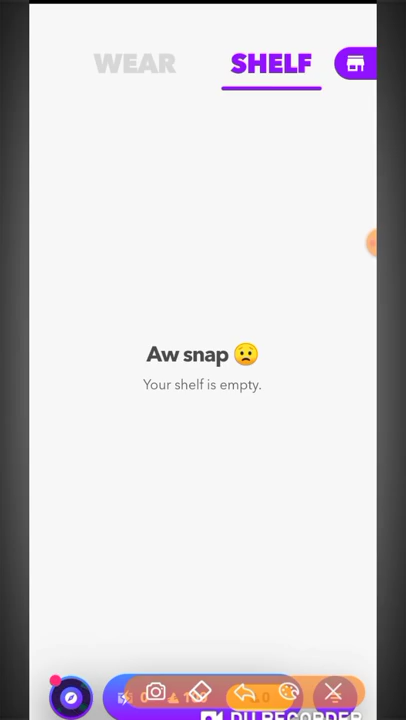 WEAR
SHELF
Aw snap 😟
Your shelf is empty.
DU RECORDER